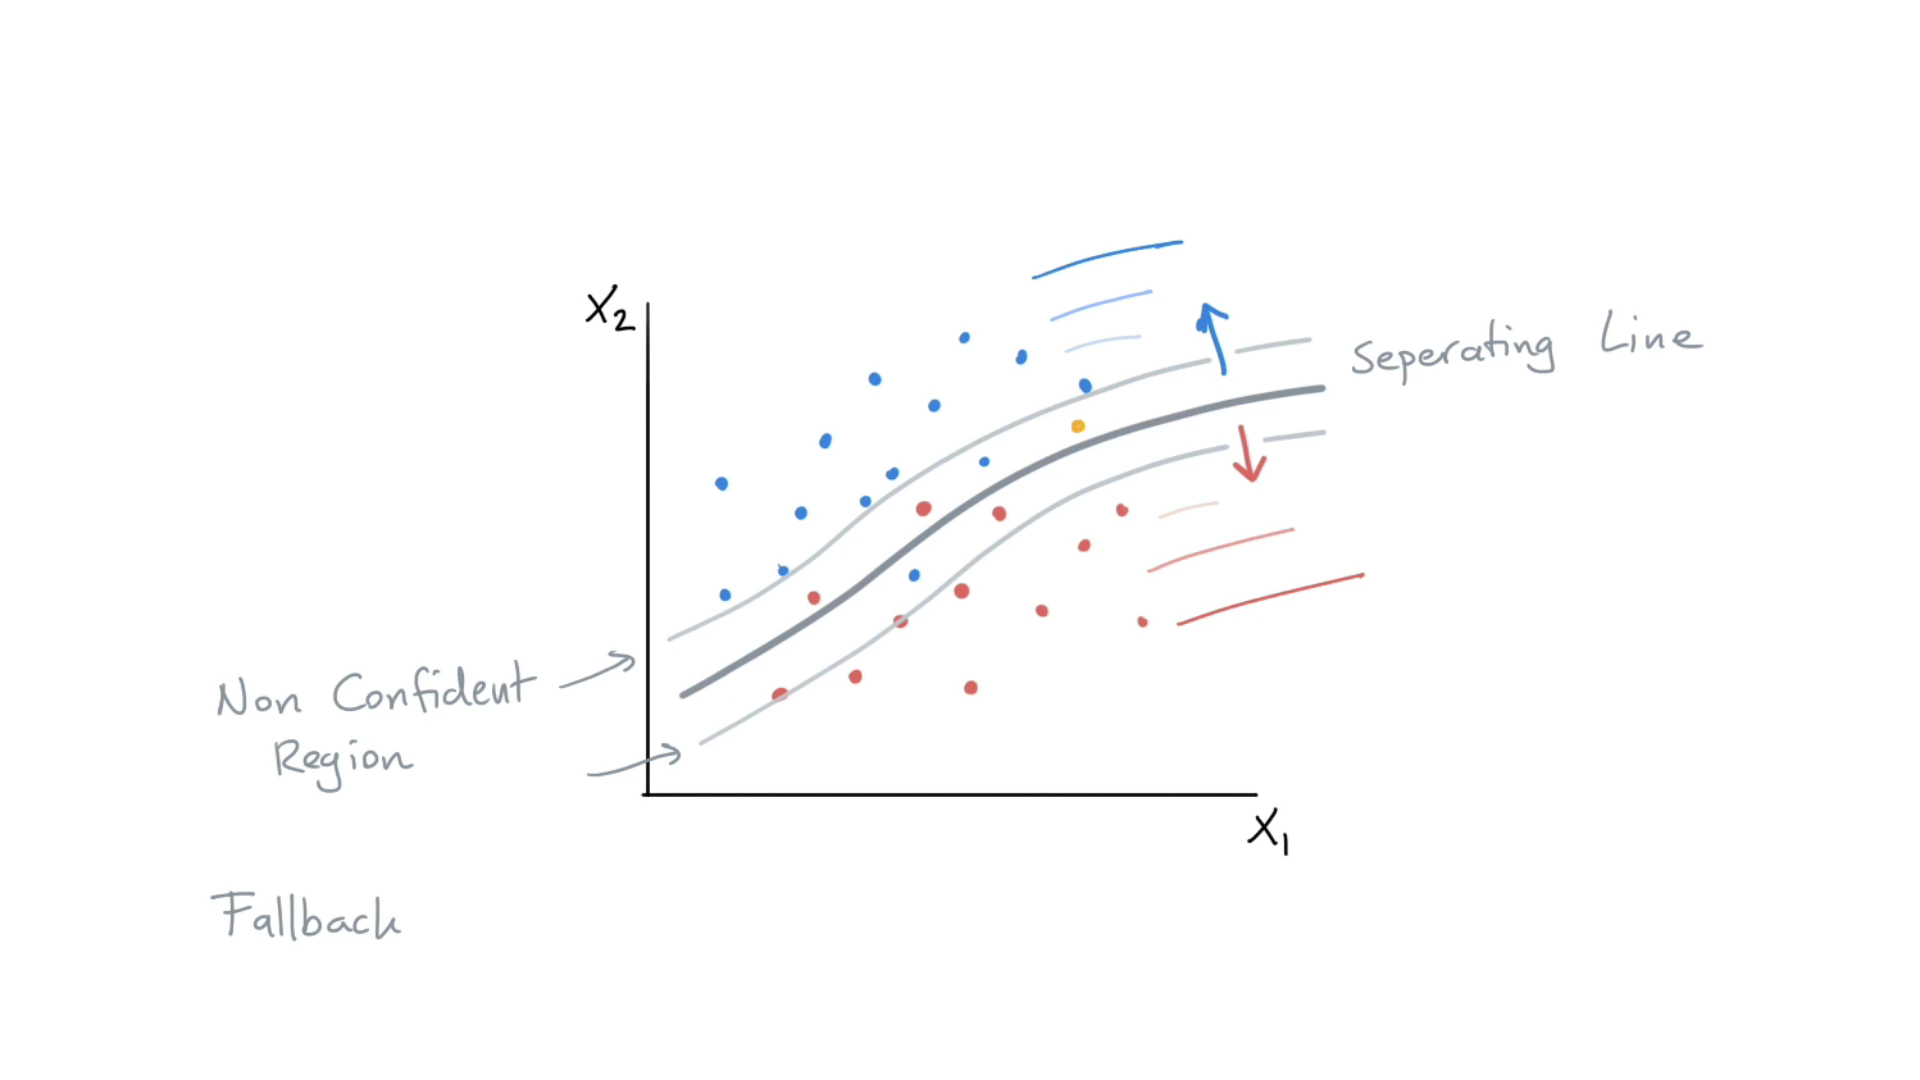 X₂
Seperating Line
Non Confident
Region
X₁
Fallback